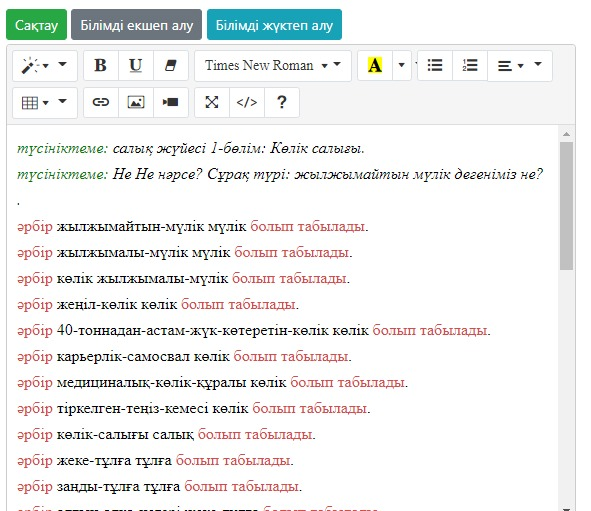 Сақтау Білімді екшеп алу Білімді жүктеп алу
B U Times New Roman A
</> ?
түсініктеме: салық жүйесі 1-бөлім: Көлік салығы.
түсініктеме: Не Не нәрсе? Сұрақ түрі: жылжымайтын мүлік дегеніміз не?
.
әрбір жылжымайтын-мүлік мүлік болып табылады.
әрбір жылжымалы-мүлік мүлік болып табылады.
әрбір көлік жылжымалы-мүлік болып табылады.
әрбір жеңіл-көлік көлік болып табылады.
әрбір 40-тоннадан-астам-жүк-көтеретін-көлік көлік болып табылады.
әрбір карьерлік-самосвал көлік болып табылады.
әрбір медициналық-көлік-құралы көлік болып табылады.
әрбір тіркелген-теңіз-кемесі көлік болып табылады.
әрбір көлік-салығы салық болып табылады.
әрбір жеке-тұлға тұлға болып табылады.
әрбір заңды-тұлға тұлға болып табылады.